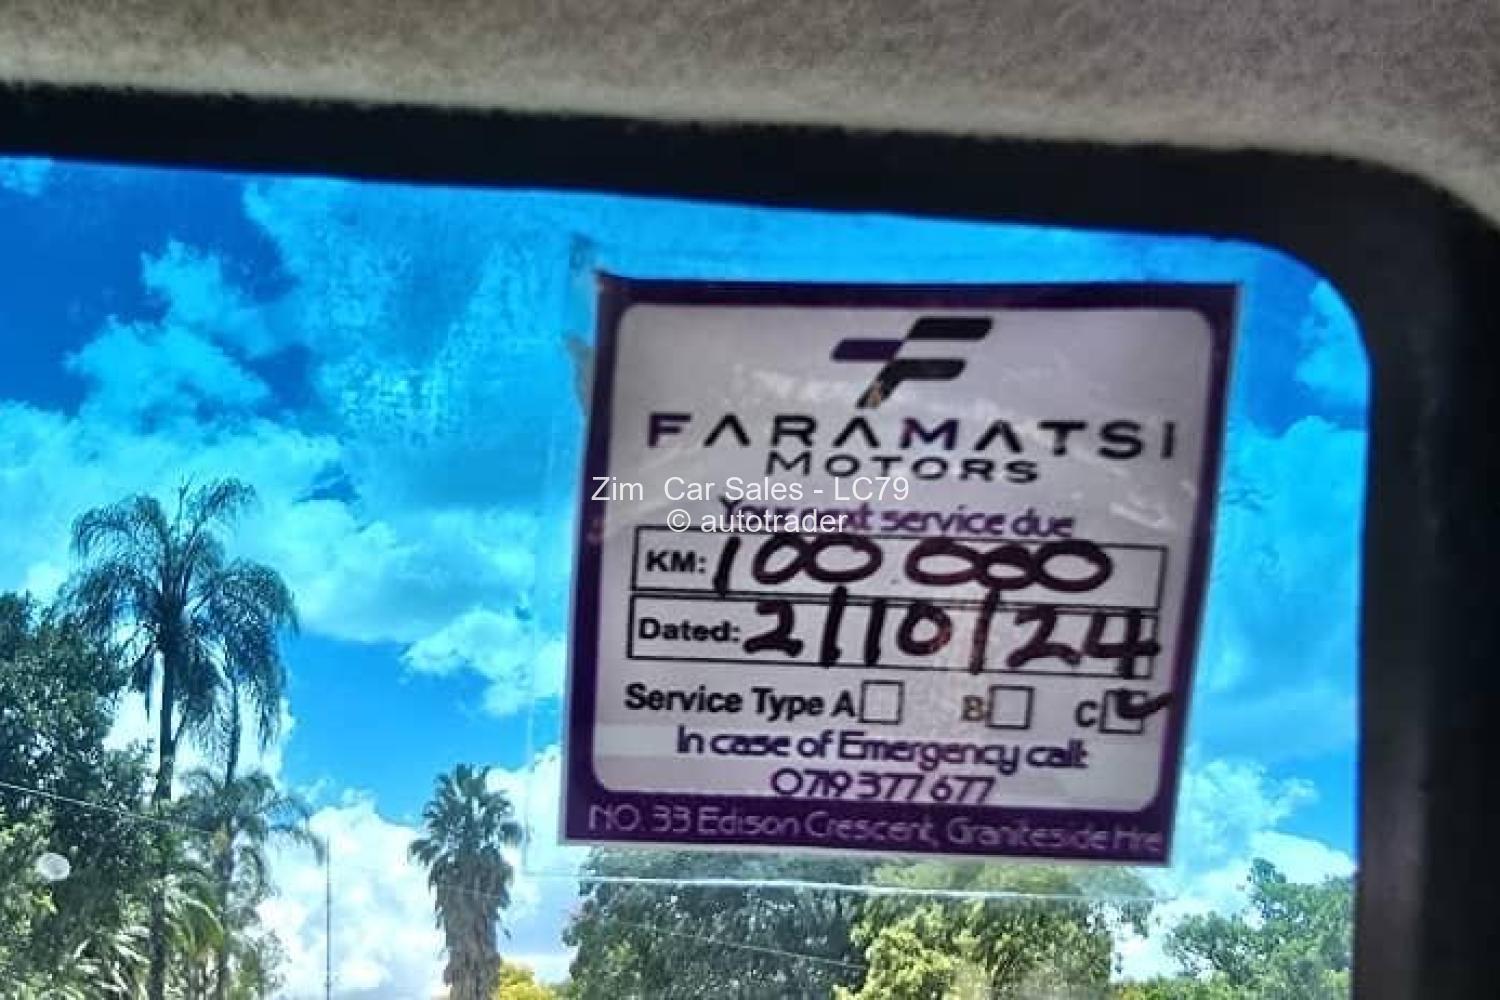 FARAMATSI
MOTORS
Zim Car Sales - LC79
service due
© autotrader
KM: 100 000
Dated: 2/10/24
Service Type A B C
In case of Emergency call:
0719 377 677
NO. 33 Edison Crescent, Graniteside Hre